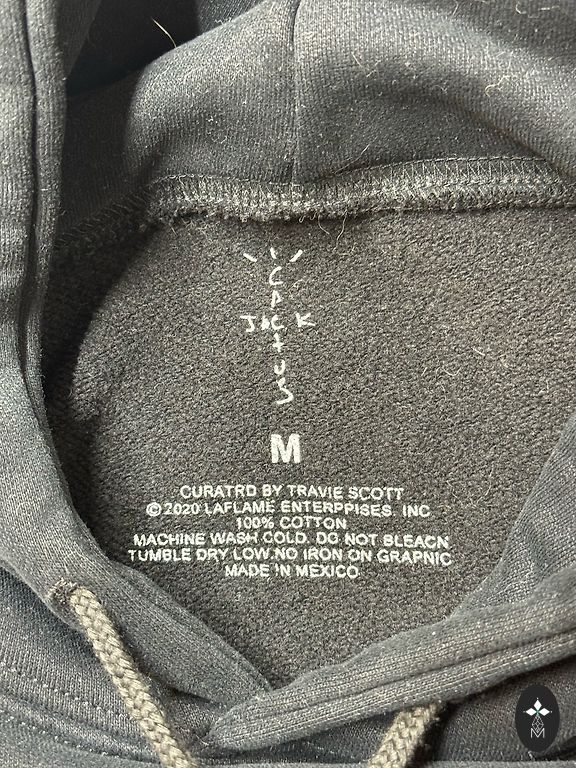 CACTUS
JACK
M
CURATRD BY TRAVIE SCOTT
©2020 LAFLAME ENTERPPISES. INC
100% COTTON
MACHINE WASH COLD. DO NOT BLEACN
TUMBLE DRY LOW.NO IRON ON GRAPNIC
MADE IN MEXICO
M